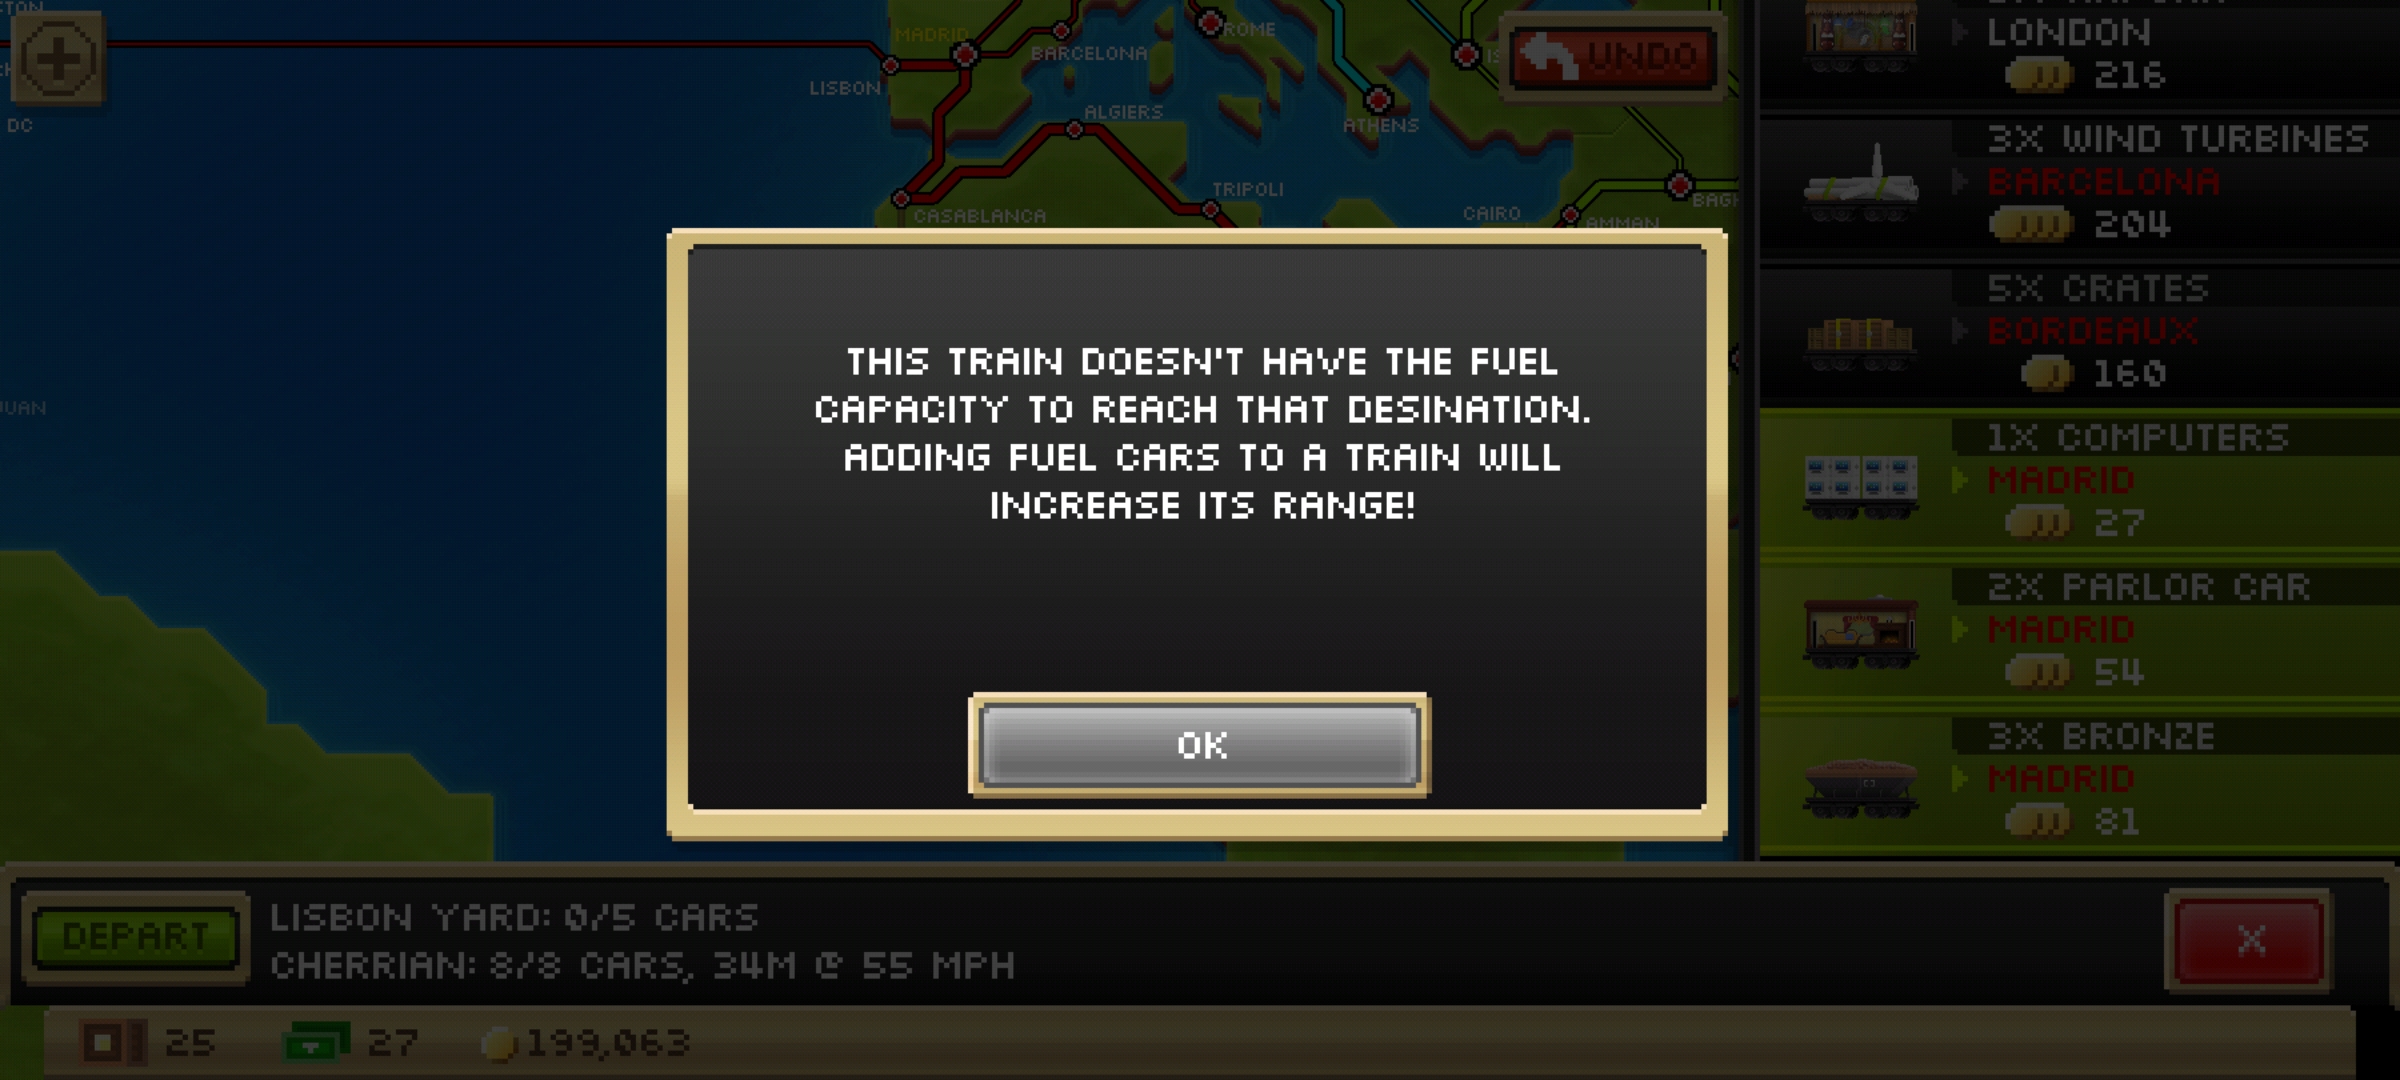 MADRID
BARCELONA
ROME
LISBON
ALGIERS
ATHENS
DC
TRIPOLI
CASABLANCA
CAIRO
AMMAN
UNDO
LONDON
216
3X WIND TURBINES
BARCELONA
204
5X CRATES
BORDEAUX
160
1X COMPUTERS
MADRID
27
2X PARLOR CAR
MADRID
54
3X BRONZE
MADRID
81
THIS TRAIN DOESN'T HAVE THE FUEL
CAPACITY TO REACH THAT DESINATION.
ADDING FUEL CARS TO A TRAIN WILL
INCREASE ITS RANGE!
OK
DEPART
LISBON YARD: 0/5 CARS
CHERRIAN: 8/8 CARS, 34M @ 55 MPH
X
25
27
199,063